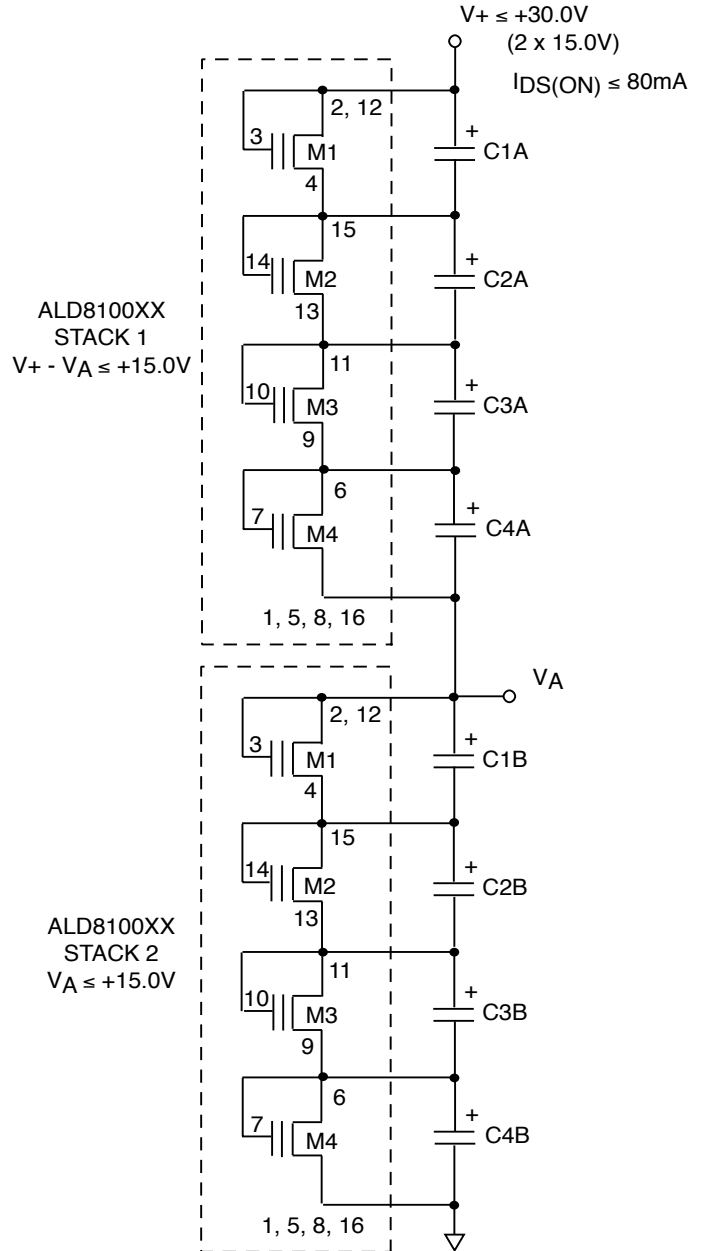 V+ ≤ +30.0V
(2 x 15.0V)
IDS(ON) ≤ 80mA
2, 12
3
M1
4
+
C1A
15
14
M2
13
+
C2A
ALD8100XX
STACK 1
V+ - VA ≤ +15.0V
11
10
M3
9
+
C3A
6
7
M4
+
C4A
1, 5, 8, 16
VA
2, 12
3
M1
4
+
C1B
15
14
M2
13
+
C2B
ALD8100XX
STACK 2
VA ≤ +15.0V
11
10
M3
9
+
C3B
6
7
M4
+
C4B
1, 5, 8, 16